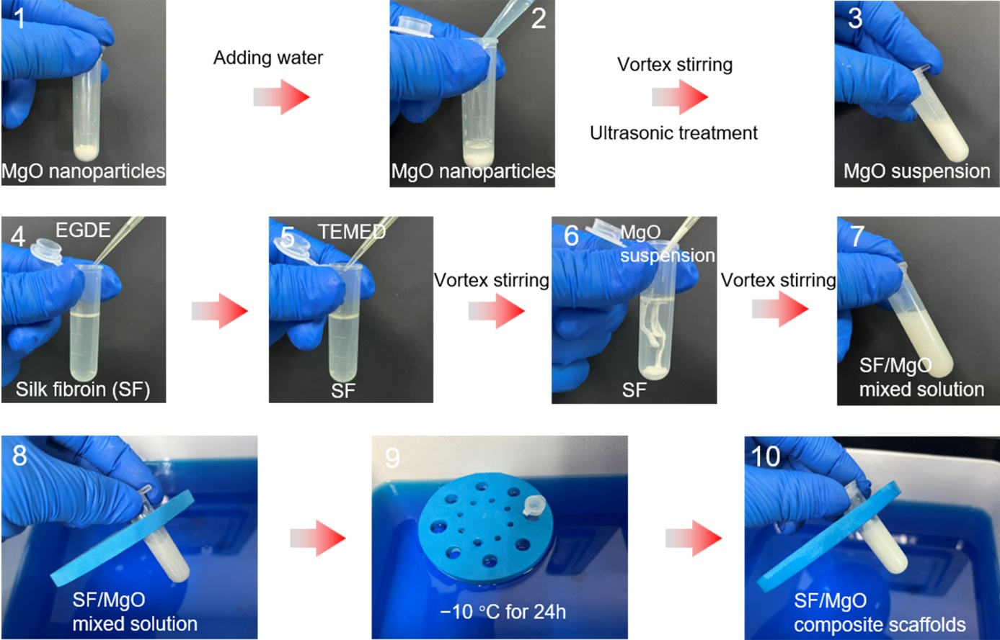 1
Adding water
2
Vortex stirring
Ultrasonic treatment
3
MgO nanoparticles
MgO nanoparticles
MgO suspension
4
EGDE
Silk fibroin (SF)
5
TEMED
SF
Vortex stirring
6
MgO
suspension
SF
Vortex stirring
7
SF/MgO
mixed solution
8
SF/MgO
mixed solution
9
−10 °C for 24h
10
SF/MgO
composite scaffolds